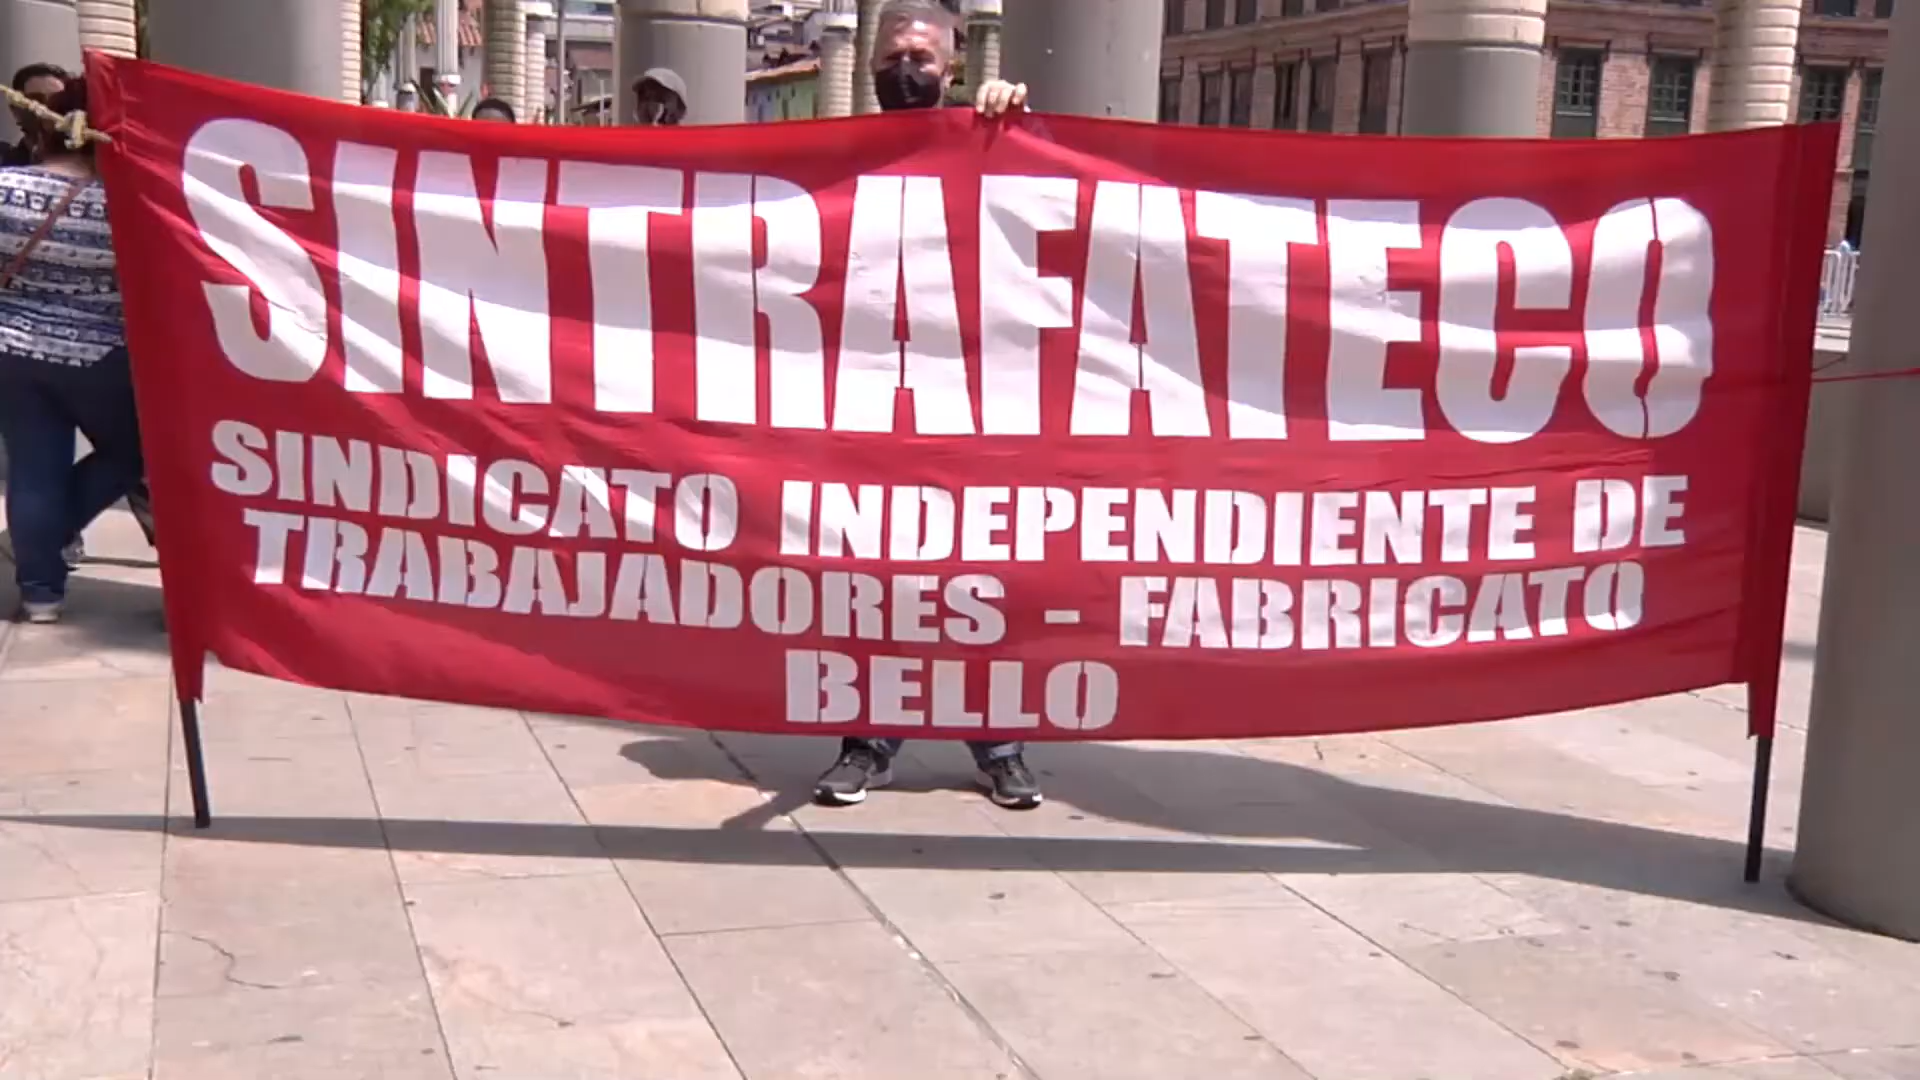 SINTRAFATECO
SINDICATO INDEPENDIENTE DE
TRABAJADORES - FABRICATO
BELLO